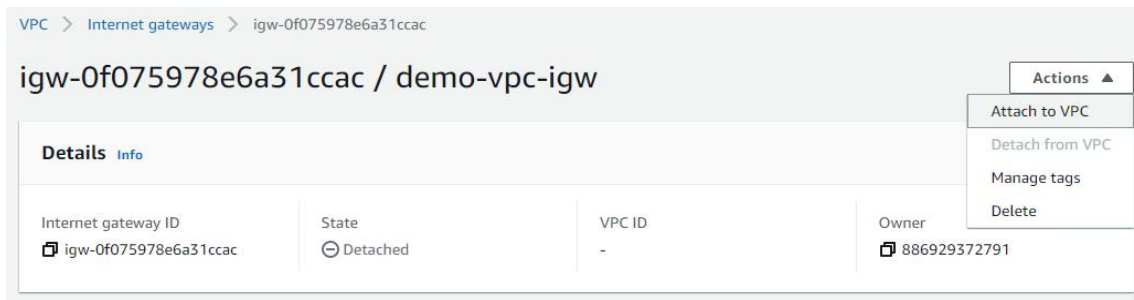 VPC > Internet gateways > igw-0f075978e6a31ccac
igw-0f075978e6a31ccac / demo-vpc-igw
Actions
Attach to VPC
Detach from VPC
Manage tags
Delete
Details Info
Internet gateway ID
igw-0f075978e6a31ccac
State
Detached
VPC ID
-
Owner
886929372791